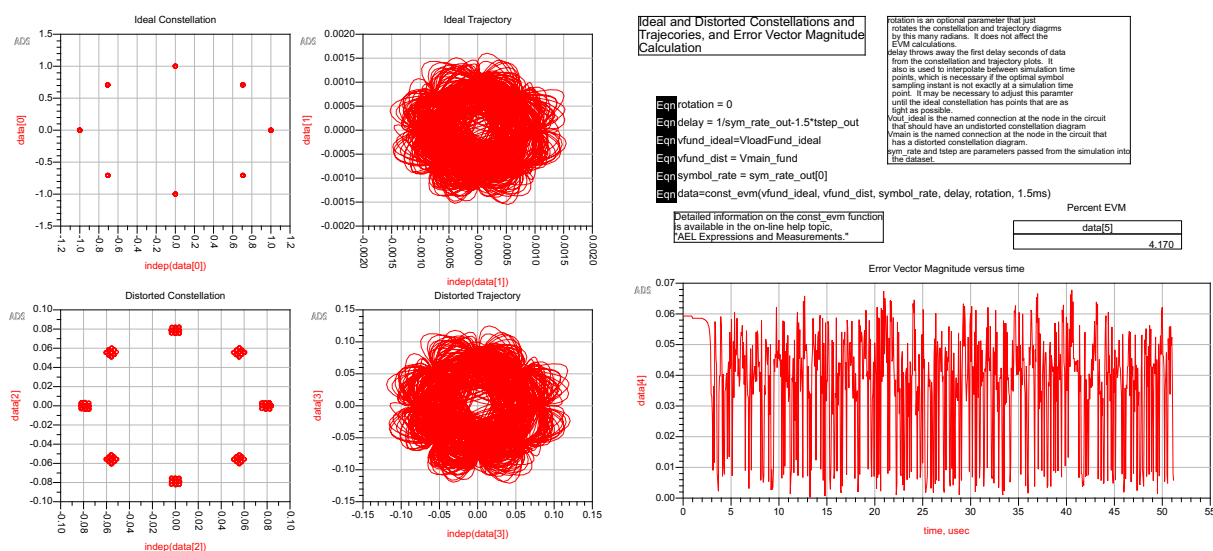 Ideal Constellation
ADS
1.5
1.0
0.5
0.0
-0.5
-1.0
-1.5
data[0]
-1.2
-1.0
-0.8
-0.6
-0.4
-0.2
0.0
0.2
0.4
0.6
0.8
1.0
1.2
indep(data[0])
Ideal Trajectory
ADS
0.0020
0.0015
0.0010
0.0005
0.0000
-0.0005
-0.0010
-0.0015
-0.0020
data[1]
-0.0020
-0.0015
-0.0010
-0.0005
0.0000
0.0005
0.0010
0.0015
0.0020
indep(data[1])
Ideal and Distorted Constellations and
Trajectories, and Error Vector Magnitude
Calculation
rotation is an optional parameter that just
rotates the constellation and trajectory diagrms
by this many radians. It does not affect the
EVM calculations.
delay throws away the first delay seconds of data
from the constellation and trajectory plots. It
also is used to interpolate between simulation time
points, which is necessary if the optimal symbol
sampling instant is not exactly at a simulation time
point. It may be necessary to adjust this paramter
until the ideal constellation has points that are as
tight as possible.
Vout_ideal is the named connection at the node in the circuit
that should have an undistorted constellation diagram
Vmain is the named connection at the node in the circuit that
has a distorted constellation diagram.
sym_rate and tstep are parameters passed from the simulation into
the dataset.
Eqn rotation = 0
Eqn delay = 1/sym_rate_out-1.5*tstep_out
Eqn vfund_ideal=VloadFund_ideal
Eqn vfund_dist = Vmain_fund
Eqn symbol_rate = sym_rate_out[0]
Eqn data=const_evm(vfund_ideal, vfund_dist, symbol_rate, delay, rotation, 1.5ms)
Detailed information on the const_evm function
is available in the on-line help topic,
"AEL Expressions and Measurements."
Percent EVM
data[5]
4.170
Distorted Constellation
ADS
0.10
0.08
0.06
0.04
0.02
0.00
-0.02
-0.04
-0.06
-0.08
-0.10
data[2]
-0.10
-0.08
-0.06
-0.04
-0.02
0.00
0.02
0.04
0.06
0.08
0.10
indep(data[2])
Distorted Trajectory
ADS
0.15
0.10
0.05
0.00
-0.05
-0.10
-0.15
data[3]
-0.15
-0.10
-0.05
0.00
0.05
0.10
0.15
indep(data[3])
Error Vector Magnitude versus time
ADS
0.07
0.06
0.05
0.04
0.03
0.02
0.01
0.00
data[4]
0
5
10
15
20
25
30
35
40
45
50
55
time, usec